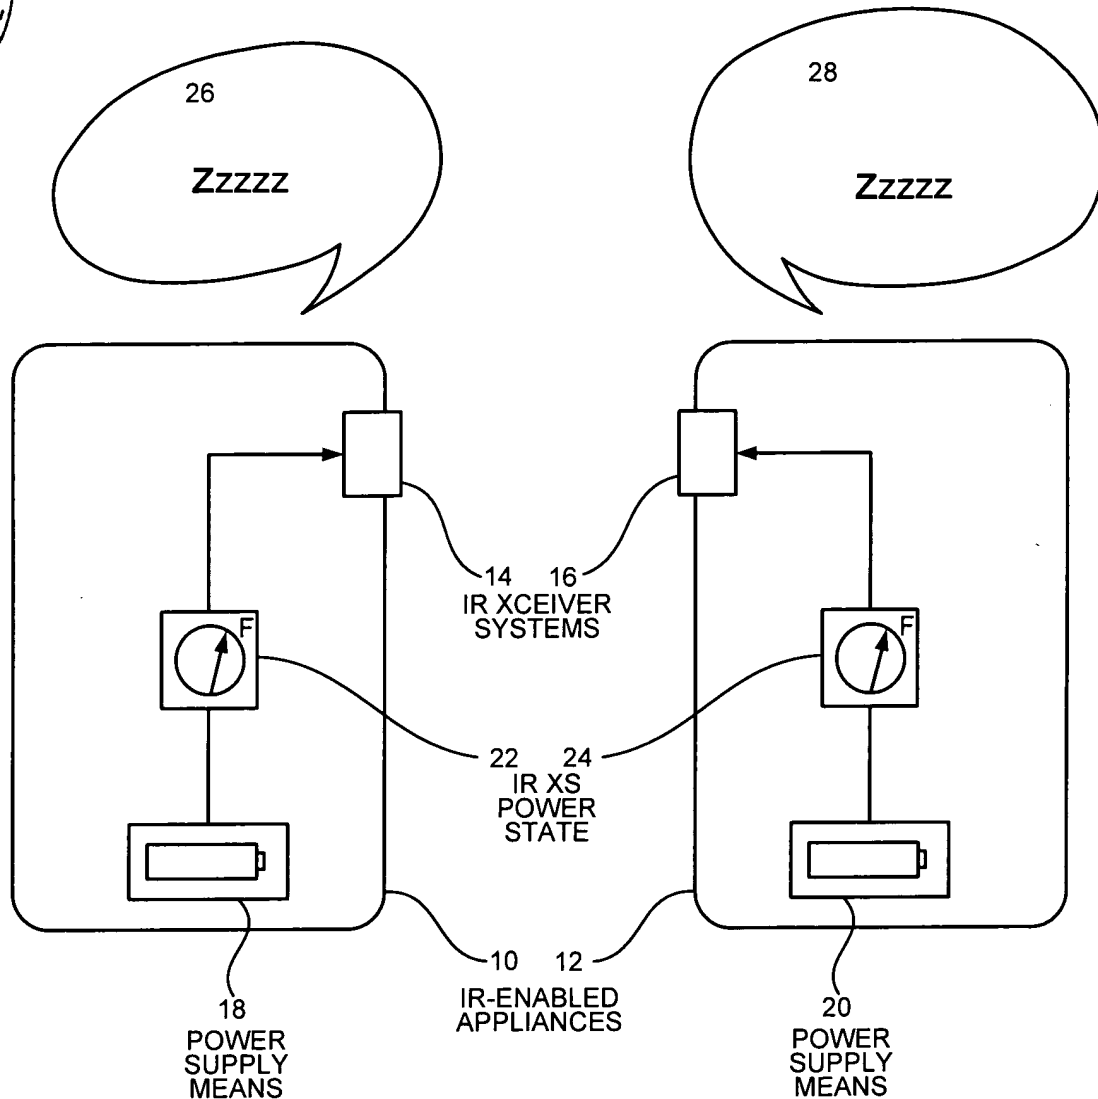 26
Zzzzz
28
Zzzzz
14 16
IR XCEIVER
SYSTEMS
F
F
22 24
IR XS
POWER
STATE
10 12
IR-ENABLED
APPLIANCES
18
POWER
SUPPLY
MEANS
20
POWER
SUPPLY
MEANS